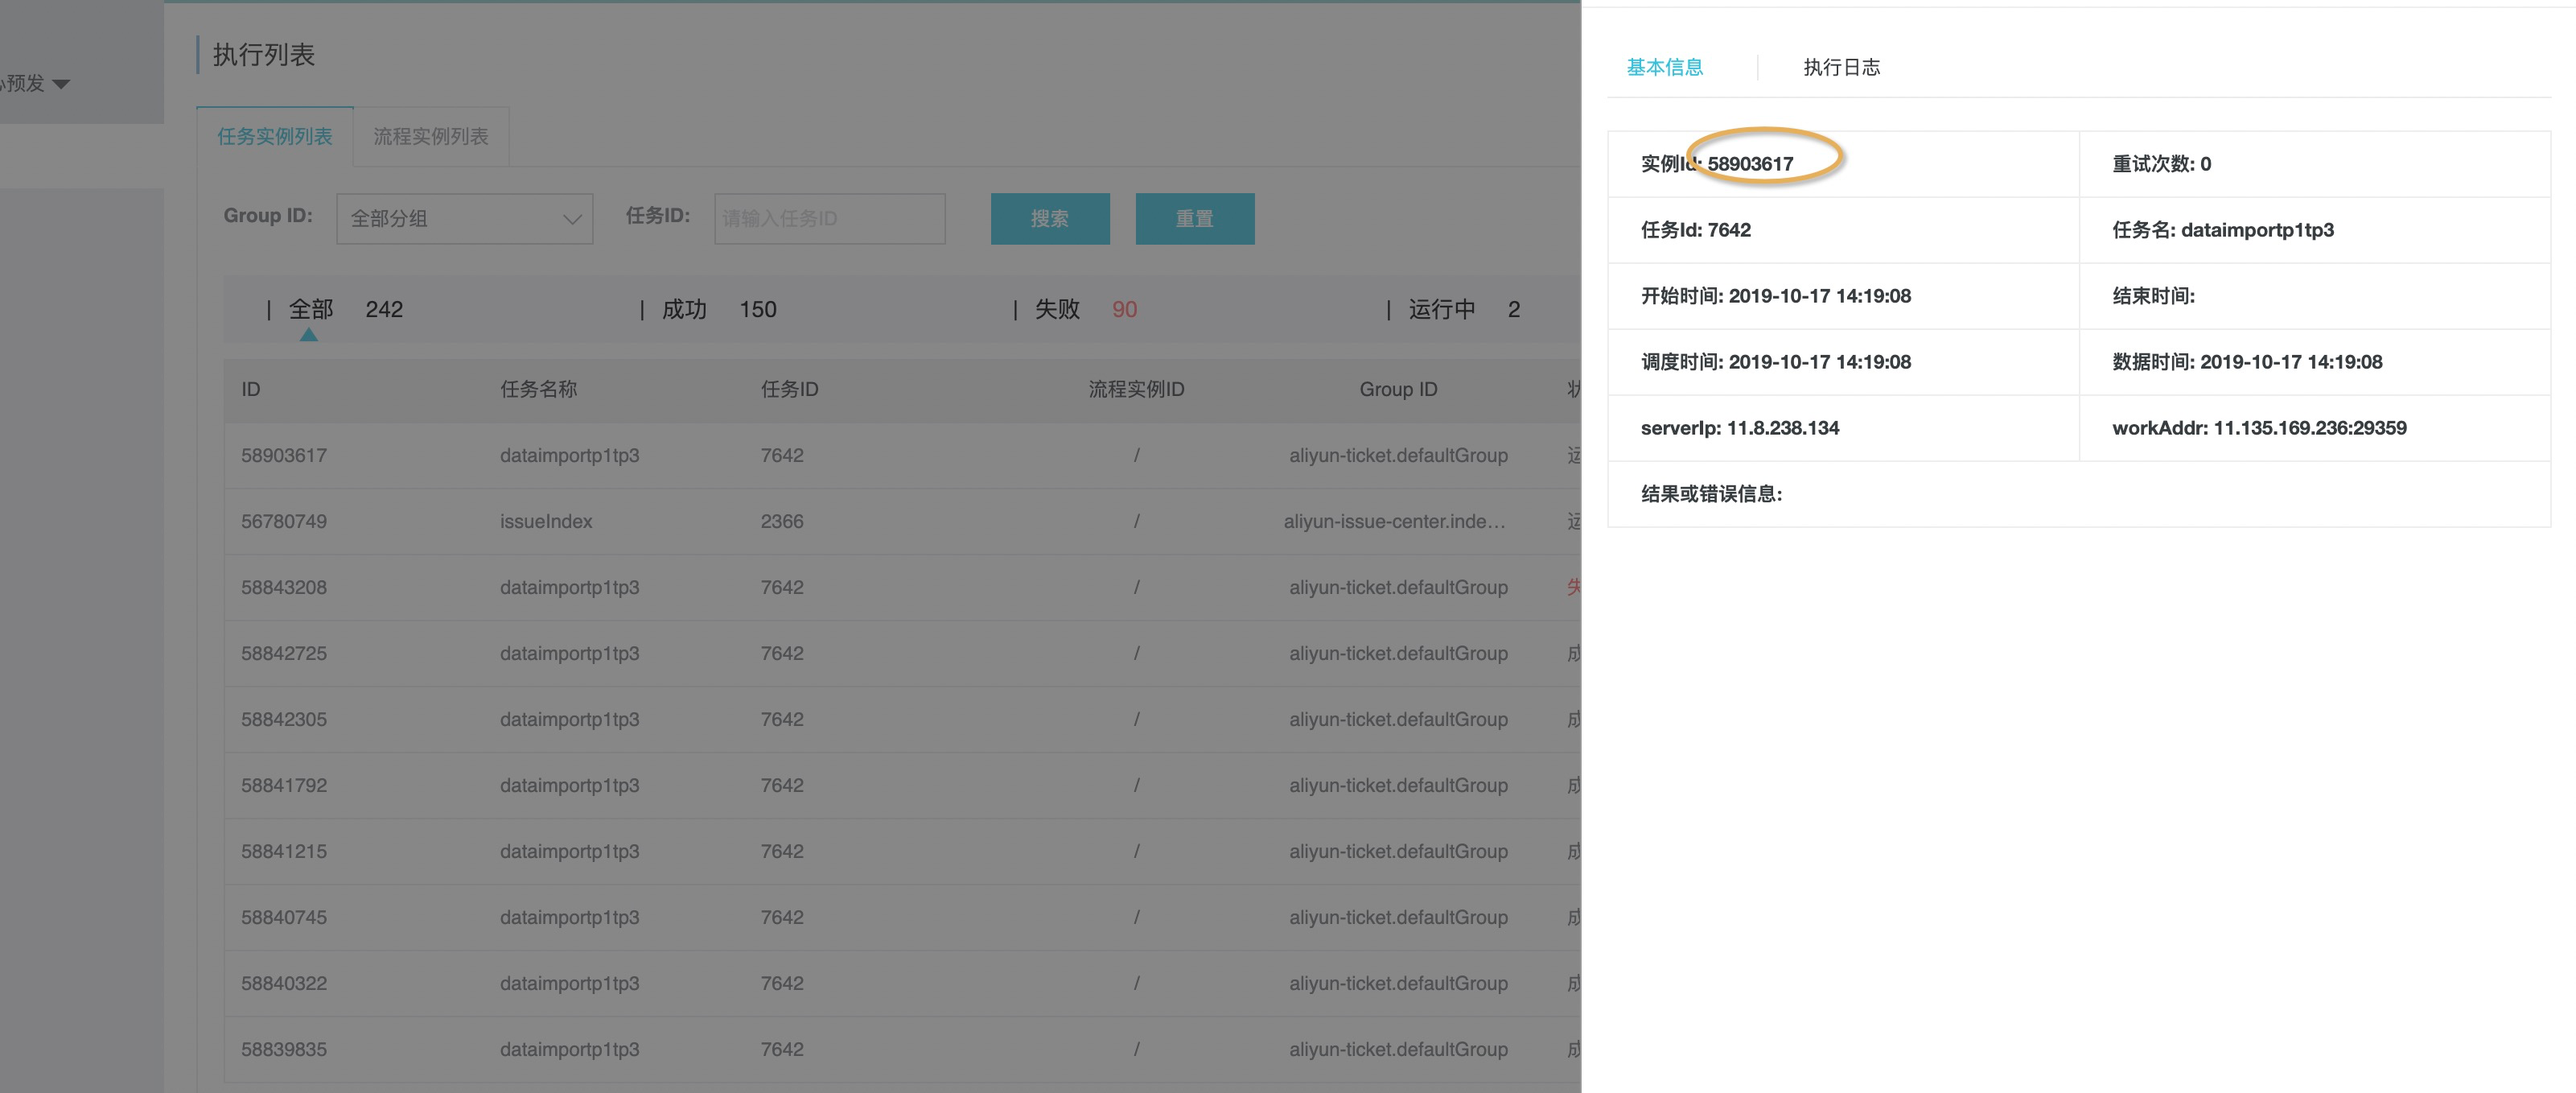 预发
执行列表
任务实例列表 流程实例列表
Group ID: 全部分组 任务ID: 请输入任务ID 搜索 重置
| 全部 242 | 成功 150 | 失败 90 | 运行中 2
ID 任务名称 任务ID 流程实例ID Group ID
58903617 dataimportp1tp3 7642 / aliyun-ticket.defaultGroup
56780749 issueIndex 2366 / aliyun-issue-center.inde...
58843208 dataimportp1tp3 7642 / aliyun-ticket.defaultGroup
58842725 dataimportp1tp3 7642 / aliyun-ticket.defaultGroup
58842305 dataimportp1tp3 7642 / aliyun-ticket.defaultGroup
58841792 dataimportp1tp3 7642 / aliyun-ticket.defaultGroup
58841215 dataimportp1tp3 7642 / aliyun-ticket.defaultGroup
58840745 dataimportp1tp3 7642 / aliyun-ticket.defaultGroup
58840322 dataimportp1tp3 7642 / aliyun-ticket.defaultGroup
58839835 dataimportp1tp3 7642 / aliyun-ticket.defaultGroup
基本信息 执行日志
实例Id: 58903617 重试次数: 0
任务Id: 7642 任务名: dataimportp1tp3
开始时间: 2019-10-17 14:19:08 结束时间:
调度时间: 2019-10-17 14:19:08 数据时间: 2019-10-17 14:19:08
serverIp: 11.8.238.134 workAddr: 11.135.169.236:29359
结果或错误信息: